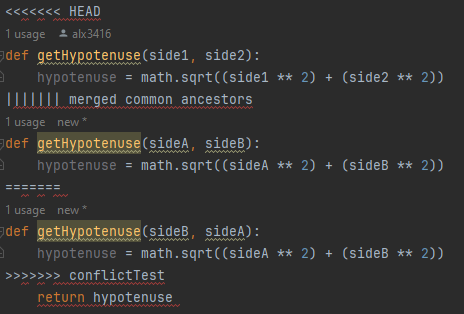 <<<<<<< HEAD
1 usage alx3416
def getHypotenuse(side1, side2):
    hypotenuse = math.sqrt((side1 ** 2) + (side2 ** 2))
||||||| merged common ancestors
1 usage new *
def getHypotenuse(sideA, sideB):
    hypotenuse = math.sqrt((sideA ** 2) + (sideB ** 2))
=======
1 usage new *
def getHypotenuse(sideB, sideA):
    hypotenuse = math.sqrt((sideA ** 2) + (sideB ** 2))
>>>>>>> conflictTest
    return hypotenuse